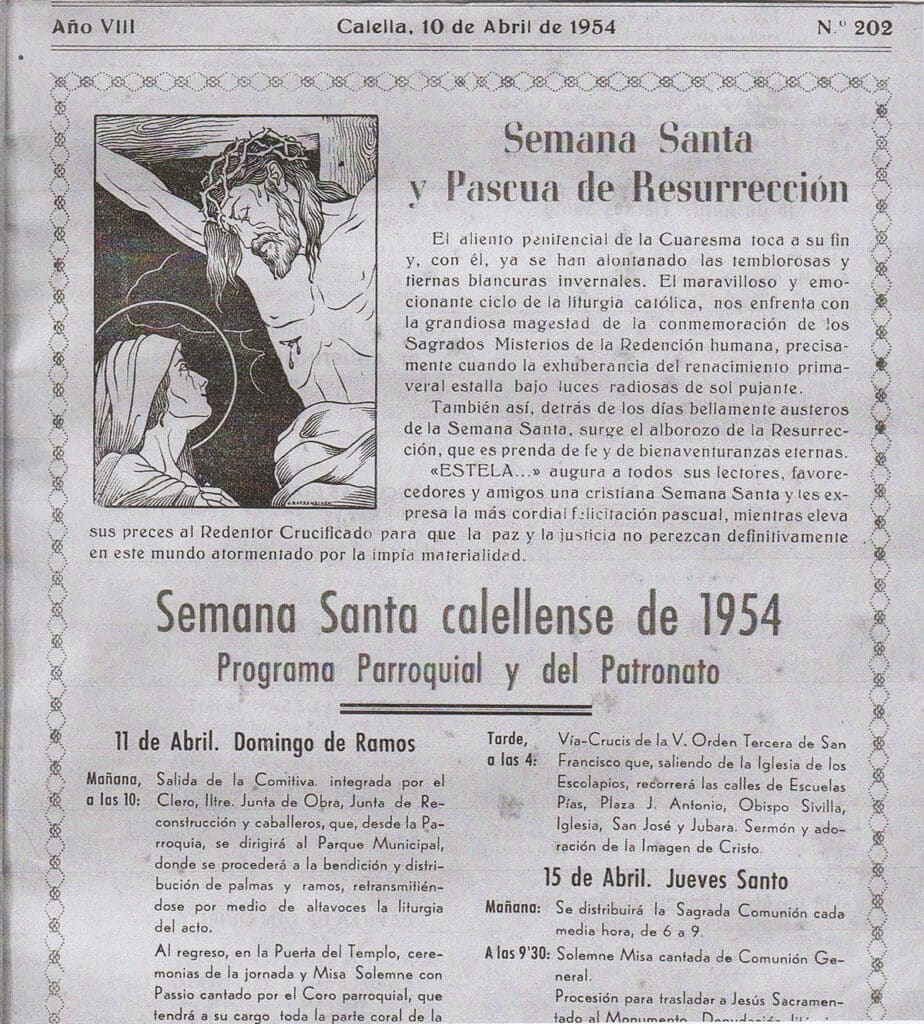 Año VIII
Calella, 10 de Abril de 1954
N.º 202
Semana Santa
y Pascua de Resurrección
El aliento penitencial de la Cuaresma toca a su fin
y, con él, ya se han alontanado las temblorosas y
tiernas blancuras invernales. El maravilloso y emo-
cionante ciclo de la liturgia católica, nos enfrenta con
la grandiosa magestad de la conmemoración de los
Sagrados Misterios de la Redención humana, precisa-
mente cuando la exhuberancia del renacimiento prima-
veral estalla bajo luces radiosas de sol pujante.
También así, detrás de los días bellamente austeros
de la Semana Santa, surge el alborozo de la Resurrec-
ción, que es prenda de fe y de bienaventuranzas eternas.
«ESTELA...» augura a todos sus lectores, favore-
cedores y amigos una cristiana Semana Santa y les ex-
presa la más cordial felicitación pascual, mientras eleva
sus preces al Redentor Crucificado para que la paz y la justicia no perezcan definitivamente
en este mundo atormentado por la impía materialidad.
Semana Santa calellense de 1954
Programa Parroquial y del Patronato
11 de Abril. Domingo de Ramos
Mañana,
a las 10:
Salida de la Comitiva. integrada por el
Clero, Iltre. Junta de Obra, Junta de Re-
construcción y caballeros, que, desde la Pa-
rroquia, se dirigirá al Parque Municipal,
donde se procederá a la bendición y distri-
bución de palmas y ramos, retransmitién-
dose por medio de altavoces la liturgia
del acto.
Al regreso, en la Puerta del Templo, cere-
monias de la jornada y Misa Solemne con
Passio cantado por el Coro parroquial, que
tendrá a su cargo toda la parte coral de la
Tarde,
a las 4:
Vía-Crucis de la V. Orden Tercera de San
Francisco que, saliendo de la Iglesia de los
Escolapios, recorrerá las calles de Escuelas
Pías, Plaza J. Antonio, Obispo Sivilla,
Iglesia, San José y Jubara. Sermón y ado-
ración de la Imagen de Cristo.
15 de Abril. Jueves Santo
Mañana:
Se distribuirá la Sagrada Comunión cada
media hora, de 6 a 9.
A las 9'30:
Solemne Misa cantada de Comunión Ge-
neral.
Procesión para trasladar a Jesús Sacramen-
tado al Monumento.